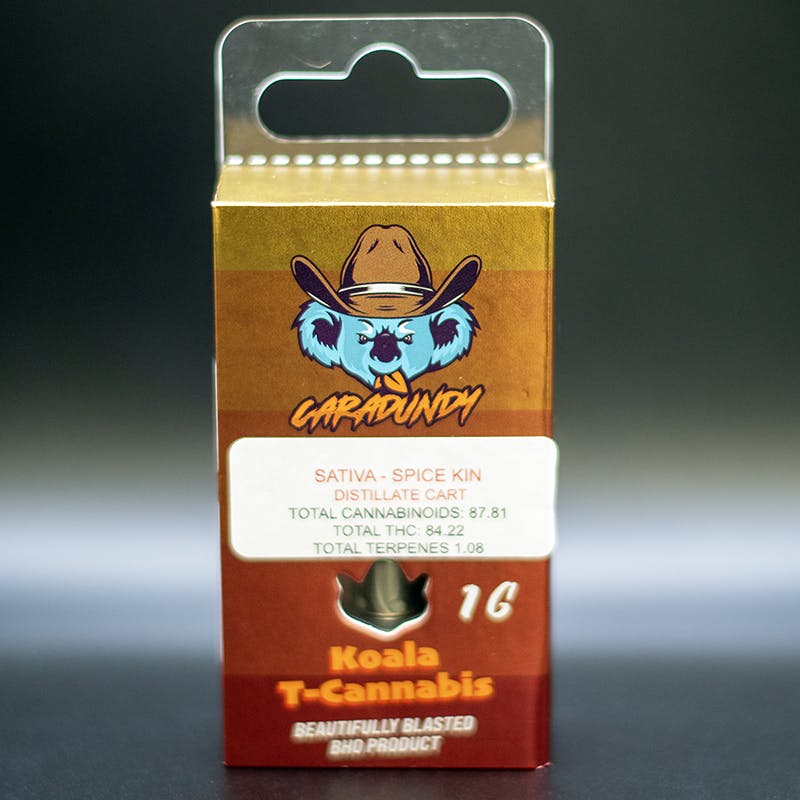 CARADUNDY
SATIVA - SPICE KIN
DISTILLATE CART
TOTAL CANNABINOIDS: 87.81
TOTAL THC: 84.22
TOTAL TERPENES 1.08
1G
Koala
T-Cannabis
BEAUTIFULLY BLASTED
BHO PRODUCT